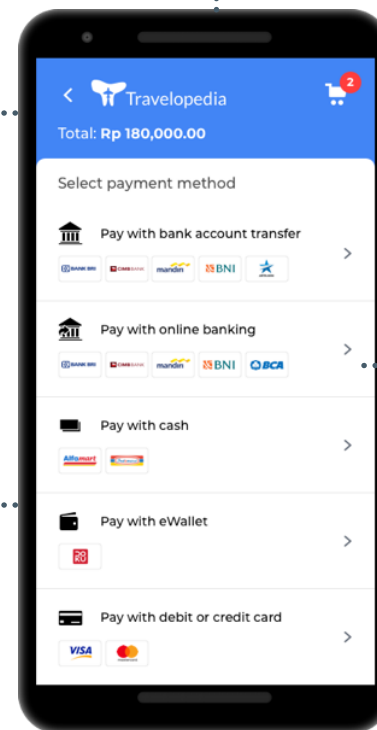 2
Travelopedia
Total: Rp 180,000.00
Select payment method
Pay with bank account transfer
BANK BRI CIMB BANK mandiri BNI
Pay with online banking
BANK BRI CIMB BANK mandiri BNI BCA
Pay with cash
Alfamart
Pay with eWallet
DOKU
Pay with debit or credit card
VISA